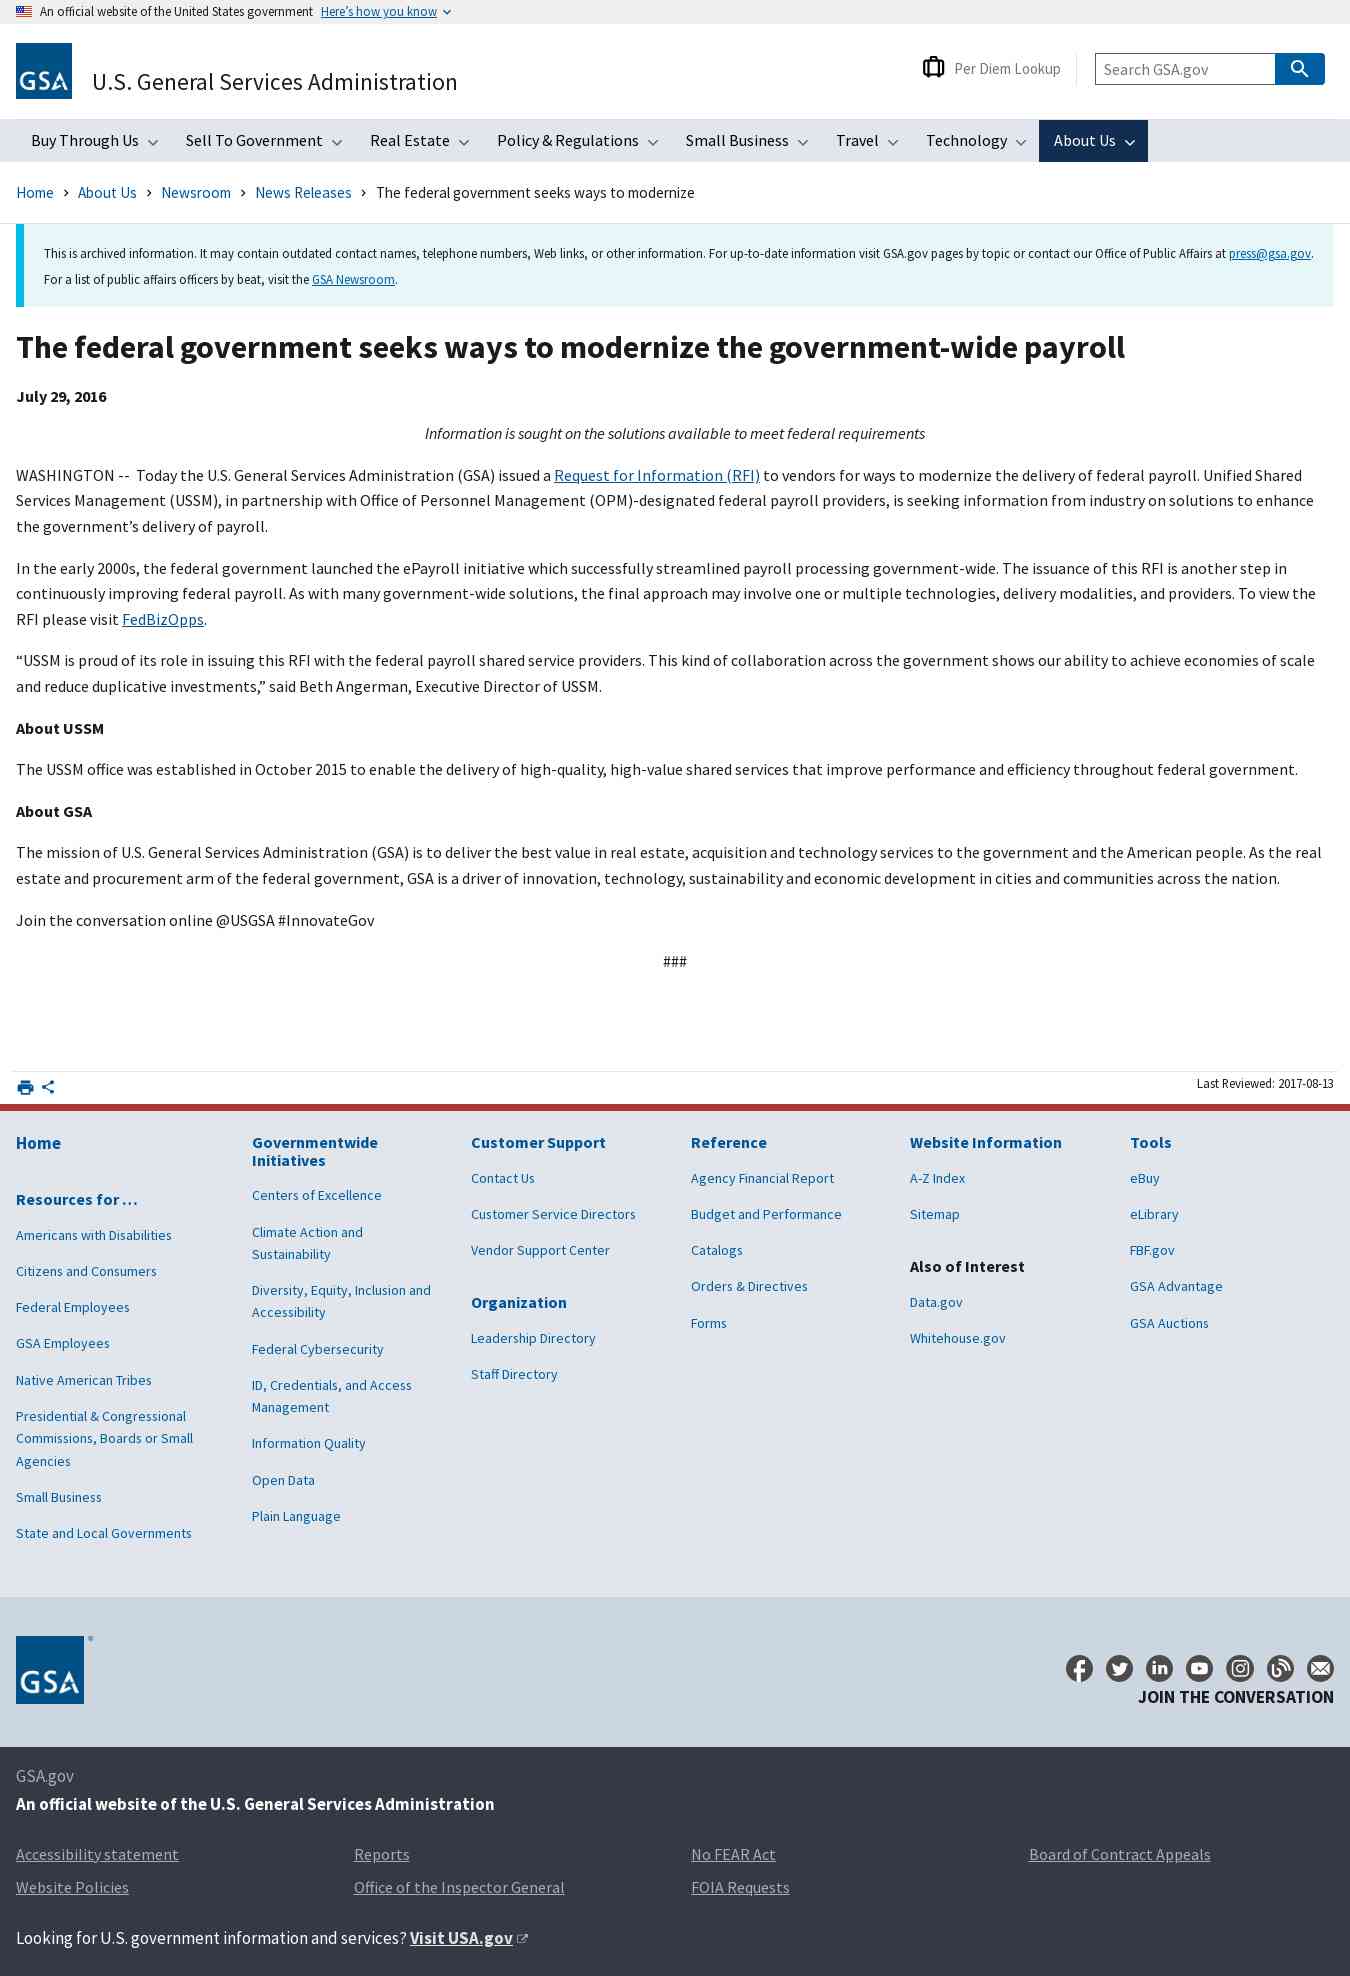 An official website of the United States government Here's how you know
GSA
U.S. General Services Administration
Per Diem Lookup
Search GSA.gov
Buy Through Us Sell To Government Real Estate Policy & Regulations Small Business Travel Technology About Us
Home About Us Newsroom News Releases The federal government seeks ways to modernize
This is archived information. It may contain outdated contact names, telephone numbers, Web links, or other information. For up-to-date information visit GSA.gov pages by topic or contact our Office of Public Affairs at press@gsa.gov.
For a list of public affairs officers by beat, visit the GSA Newsroom.
The federal government seeks ways to modernize the government-wide payroll
July 29, 2016
Information is sought on the solutions available to meet federal requirements
WASHINGTON -- Today the U.S. General Services Administration (GSA) issued a Request for Information (RFI) to vendors for ways to modernize the delivery of federal payroll. Unified Shared
Services Management (USSM), in partnership with Office of Personnel Management (OPM)-designated federal payroll providers, is seeking information from industry on solutions to enhance
the government’s delivery of payroll.
In the early 2000s, the federal government launched the ePayroll initiative which successfully streamlined payroll processing government-wide. The issuance of this RFI is another step in
continuously improving federal payroll. As with many government-wide solutions, the final approach may involve one or multiple technologies, delivery modalities, and providers. To view the
RFI please visit FedBizOpps.
“USSM is proud of its role in issuing this RFI with the federal payroll shared service providers. This kind of collaboration across the government shows our ability to achieve economies of scale
and reduce duplicative investments,” said Beth Angerman, Executive Director of USSM.
About USSM
The USSM office was established in October 2015 to enable the delivery of high-quality, high-value shared services that improve performance and efficiency throughout federal government.
About GSA
The mission of U.S. General Services Administration (GSA) is to deliver the best value in real estate, acquisition and technology services to the government and the American people. As the real
estate and procurement arm of the federal government, GSA is a driver of innovation, technology, sustainability and economic development in cities and communities across the nation.
Join the conversation online @USGSA #InnovateGov
###
Last Reviewed: 2017-08-13
Home
Resources for …
Americans with Disabilities
Citizens and Consumers
Federal Employees
GSA Employees
Native American Tribes
Presidential & Congressional
Commissions, Boards or Small
Agencies
Small Business
State and Local Governments
Governmentwide
Initiatives
Centers of Excellence
Climate Action and
Sustainability
Diversity, Equity, Inclusion and
Accessibility
Federal Cybersecurity
ID, Credentials, and Access
Management
Information Quality
Open Data
Plain Language
Customer Support
Contact Us
Customer Service Directors
Vendor Support Center
Organization
Leadership Directory
Staff Directory
Reference
Agency Financial Report
Budget and Performance
Catalogs
Orders & Directives
Forms
Website Information
A-Z Index
Sitemap
Also of Interest
Data.gov
Whitehouse.gov
Tools
eBuy
eLibrary
FBF.gov
GSA Advantage
GSA Auctions
GSA
JOIN THE CONVERSATION
GSA.gov
An official website of the U.S. General Services Administration
Accessibility statement Reports No FEAR Act Board of Contract Appeals
Website Policies Office of the Inspector General FOIA Requests
Looking for U.S. government information and services? Visit USA.gov